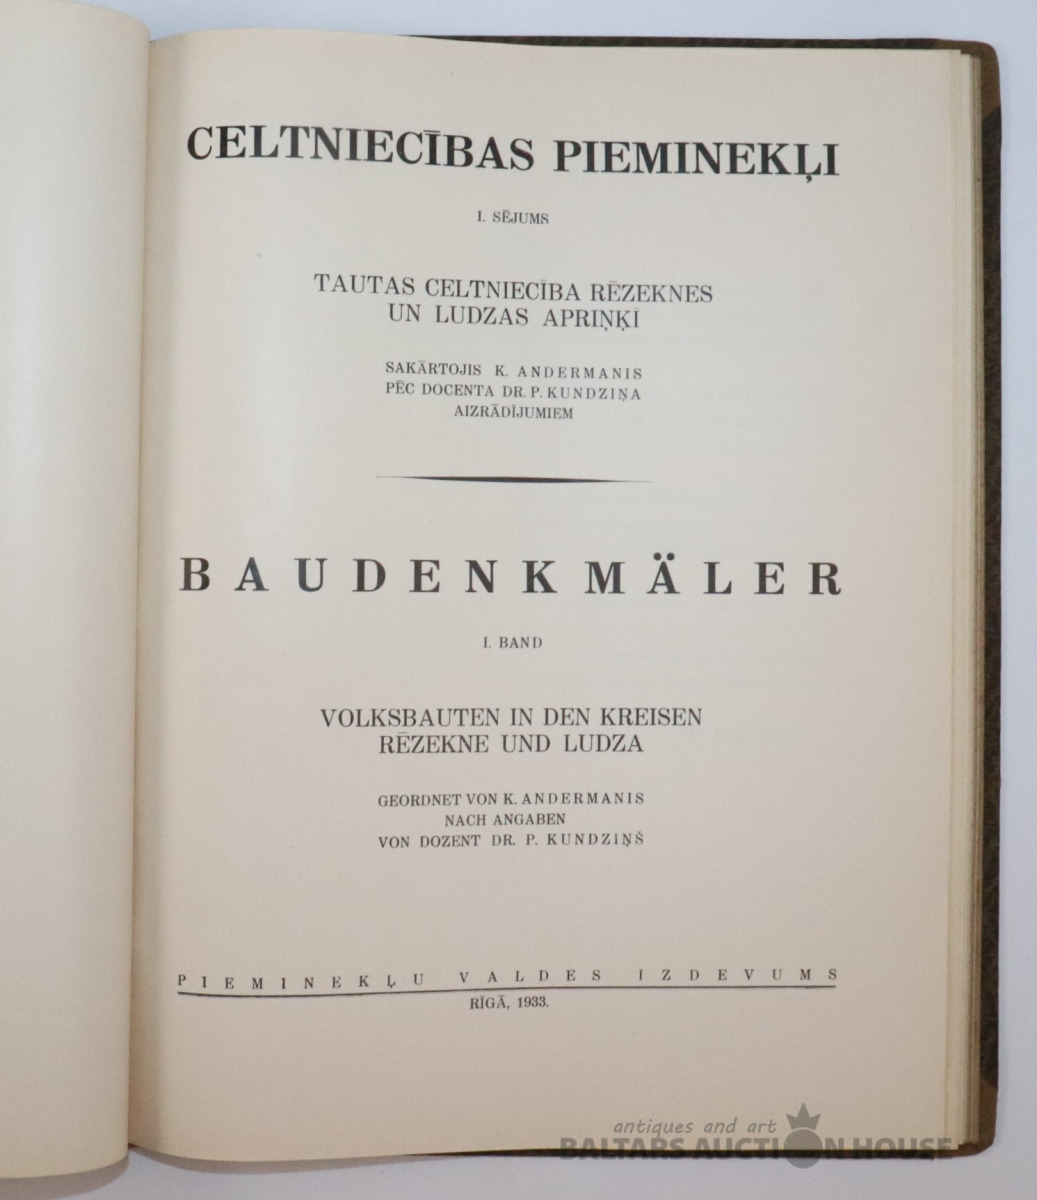 CELTNIECĪBAS PIEMINEKĻI
I. SĒJUMS
TAUTAS CELTNIECĪBA RĒZEKNES
UN LUDZAS APRIŅĶI
SAKĀRTOJIS K. ANDERMANIS
PĒC DOCENTA DR. P. KUNDZIŅA
AIZRĀDĪJUMIEM
BAUDENKMÄLER
I. BAND
VOLKSBAUTEN IN DEN KREISEN
RĒZEKNE UND LUDZA
GEORDNET VON K. ANDERMANIS
NACH ANGABEN
VON DOZENT DR. P. KUNDZIŅŠ
PIEMINEKĻU VALDES IZDEVUMS
RĪGĀ, 1933.
antiques and art
BALTARS AUCTION HOUSE